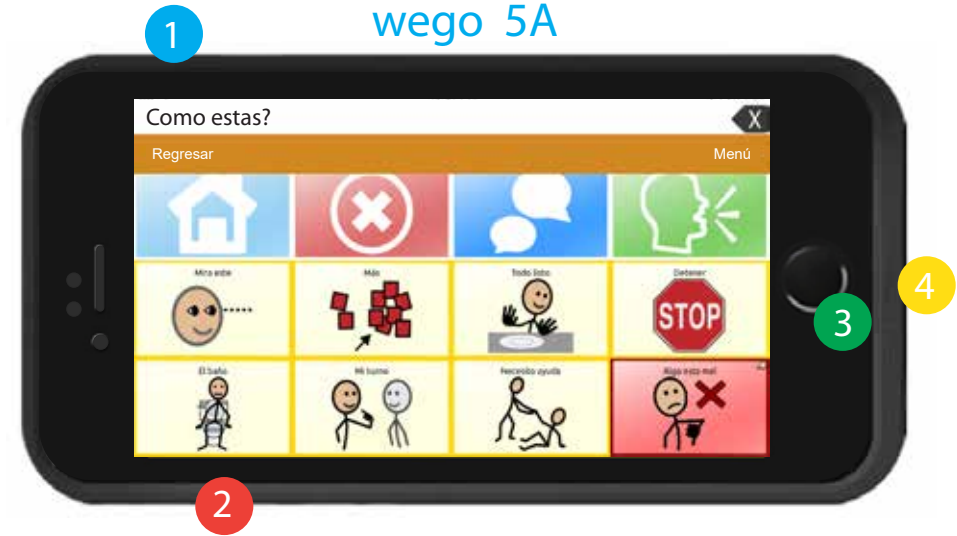 wego 5A
1
Como estas?
X
Regresar Menú
Mira este Más Todo listo Detener
STOP
El baño Mi turno Necesito ayuda Algo esta mal
4
3
2